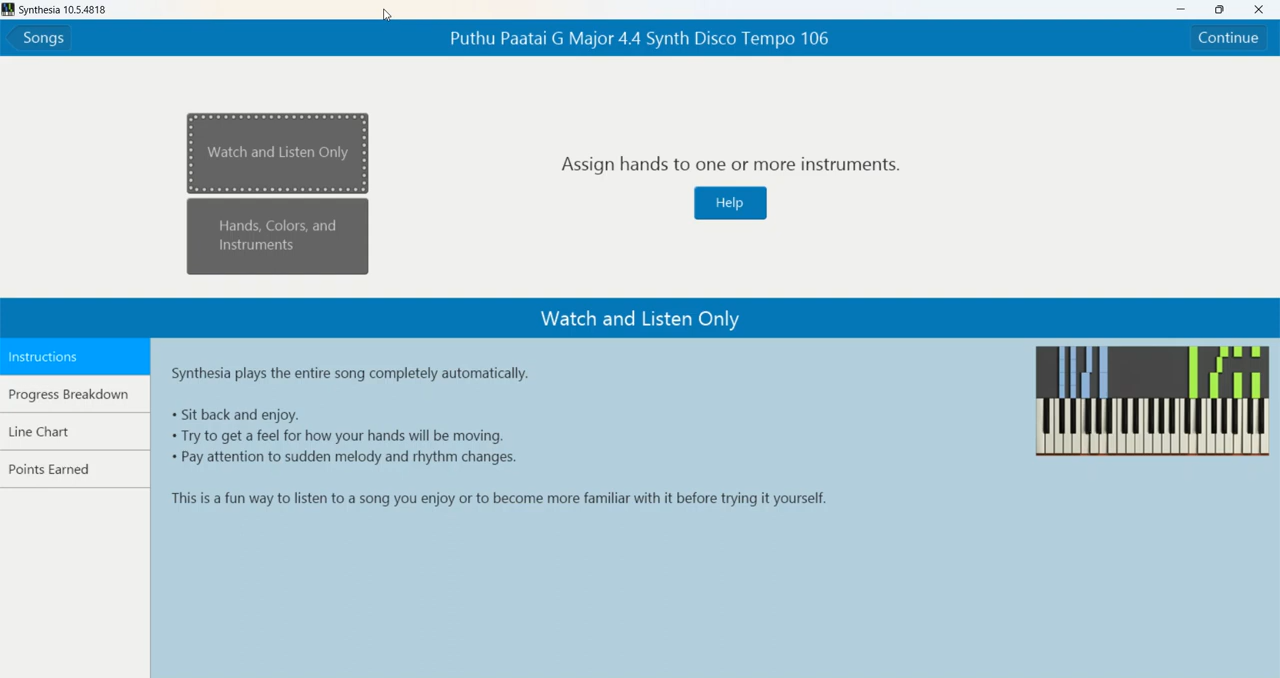 Synthesia 10.5.4818
Songs
Puthu Paatai G Major 4.4 Synth Disco Tempo 106
Continue
Watch and Listen Only
Hands, Colors, and
Instruments
Assign hands to one or more instruments.
Help
Watch and Listen Only
Instructions
Progress Breakdown
Line Chart
Points Earned
Synthesia plays the entire song completely automatically.
• Sit back and enjoy.
• Try to get a feel for how your hands will be moving.
• Pay attention to sudden melody and rhythm changes.
This is a fun way to listen to a song you enjoy or to become more familiar with it before trying it yourself.